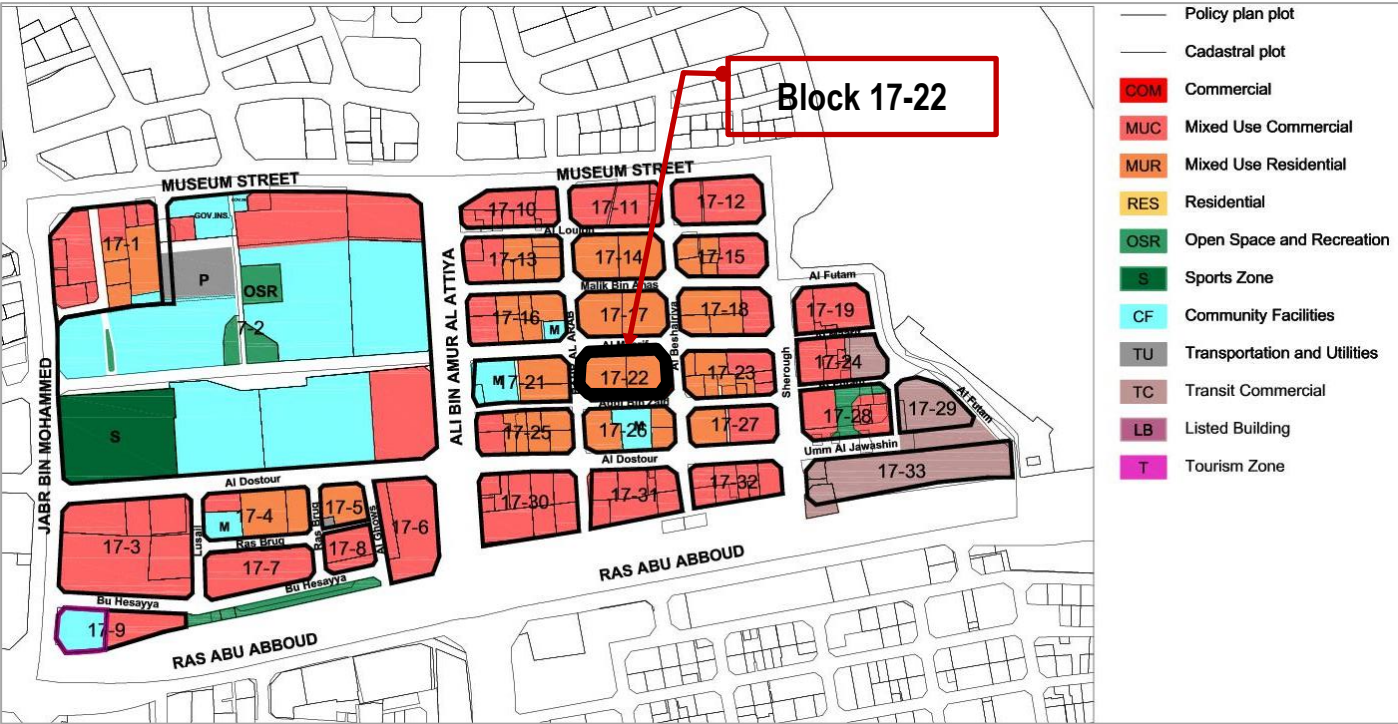 Block 17-22
MUSEUM STREET
MUSEUM STREET
GOV.INS.
17-1
P
OSR
7-2
S
JABR BIN MOHAMMED
ALI BIN AMUR AL ATTIYA
17-10
17-11
17-12
17-13
17-14
17-15
Malik Bin Anas
17-16
M
17-17
17-18
Al Futam
17-19
Al Beshairiya
Sherough
M
17-21
17-22
17-23
17-24
17-25
17-26
M
17-27
17-28
17-29
Al Futam
Umm Al Jawashin
Al Dostour
Al Dostour
17-30
17-31
17-32
17-33
17-3
Lusail
M
7-4
Ras Bruq
17-5
Ras Bruq
Al Ghows
17-6
17-7
17-8
Bu Hesayya
Bu Hesayya
17-9
RAS ABU ABBOUD
RAS ABU ABBOUD
Policy plan plot
Cadastral plot
COM Commercial
MUC Mixed Use Commercial
MUR Mixed Use Residential
RES Residential
OSR Open Space and Recreation
S Sports Zone
CF Community Facilities
TU Transportation and Utilities
TC Transit Commercial
LB Listed Building
T Tourism Zone